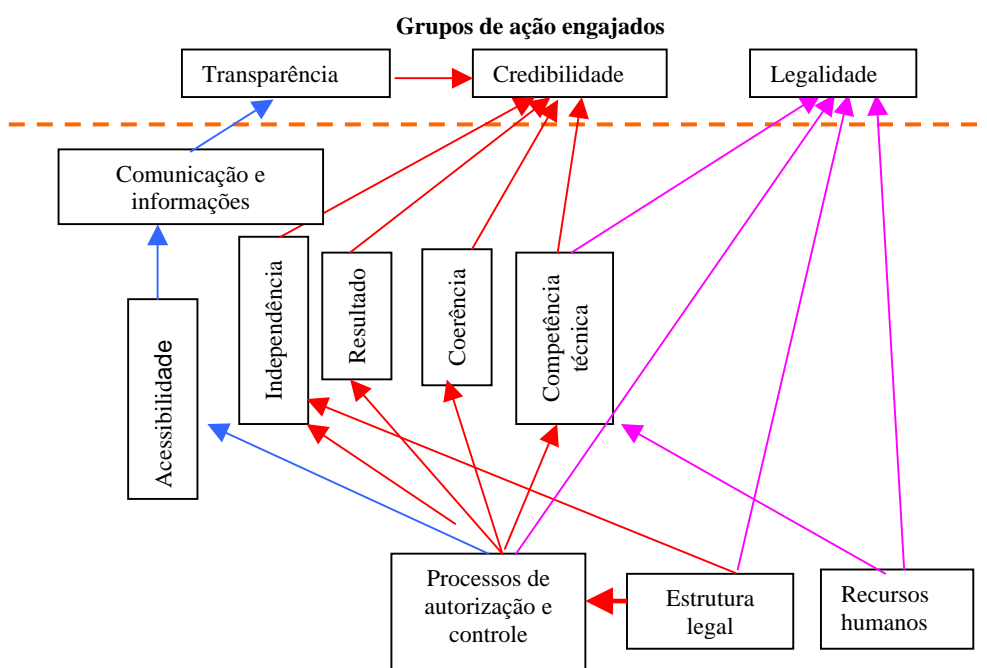 Grupos de ação engajados
Transparência
Credibilidade
Legalidade
Comunicação e
informações
Acessibilidade
Independência
Resultado
Coerência
Competência
técnica
Processos de
autorização e
controle
Estrutura
legal
Recursos
humanos